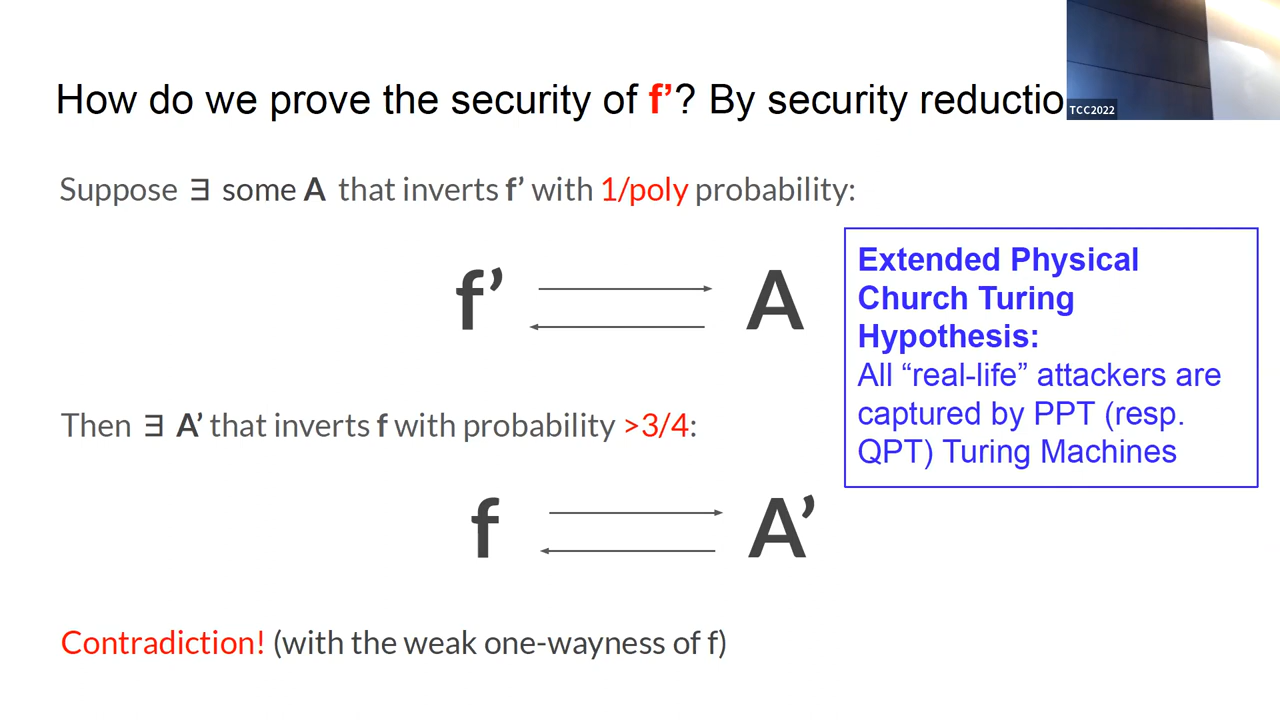 How do we prove the security of f’? By security reductio
TCC2022
Suppose ∃ some A that inverts f’ with 1/poly probability:
f’ A
Extended Physical
Church Turing
Hypothesis:
All “real-life” attackers are
captured by PPT (resp.
QPT) Turing Machines
Then ∃ A’ that inverts f with probability >3/4:
f A’
Contradiction! (with the weak one-wayness of f)